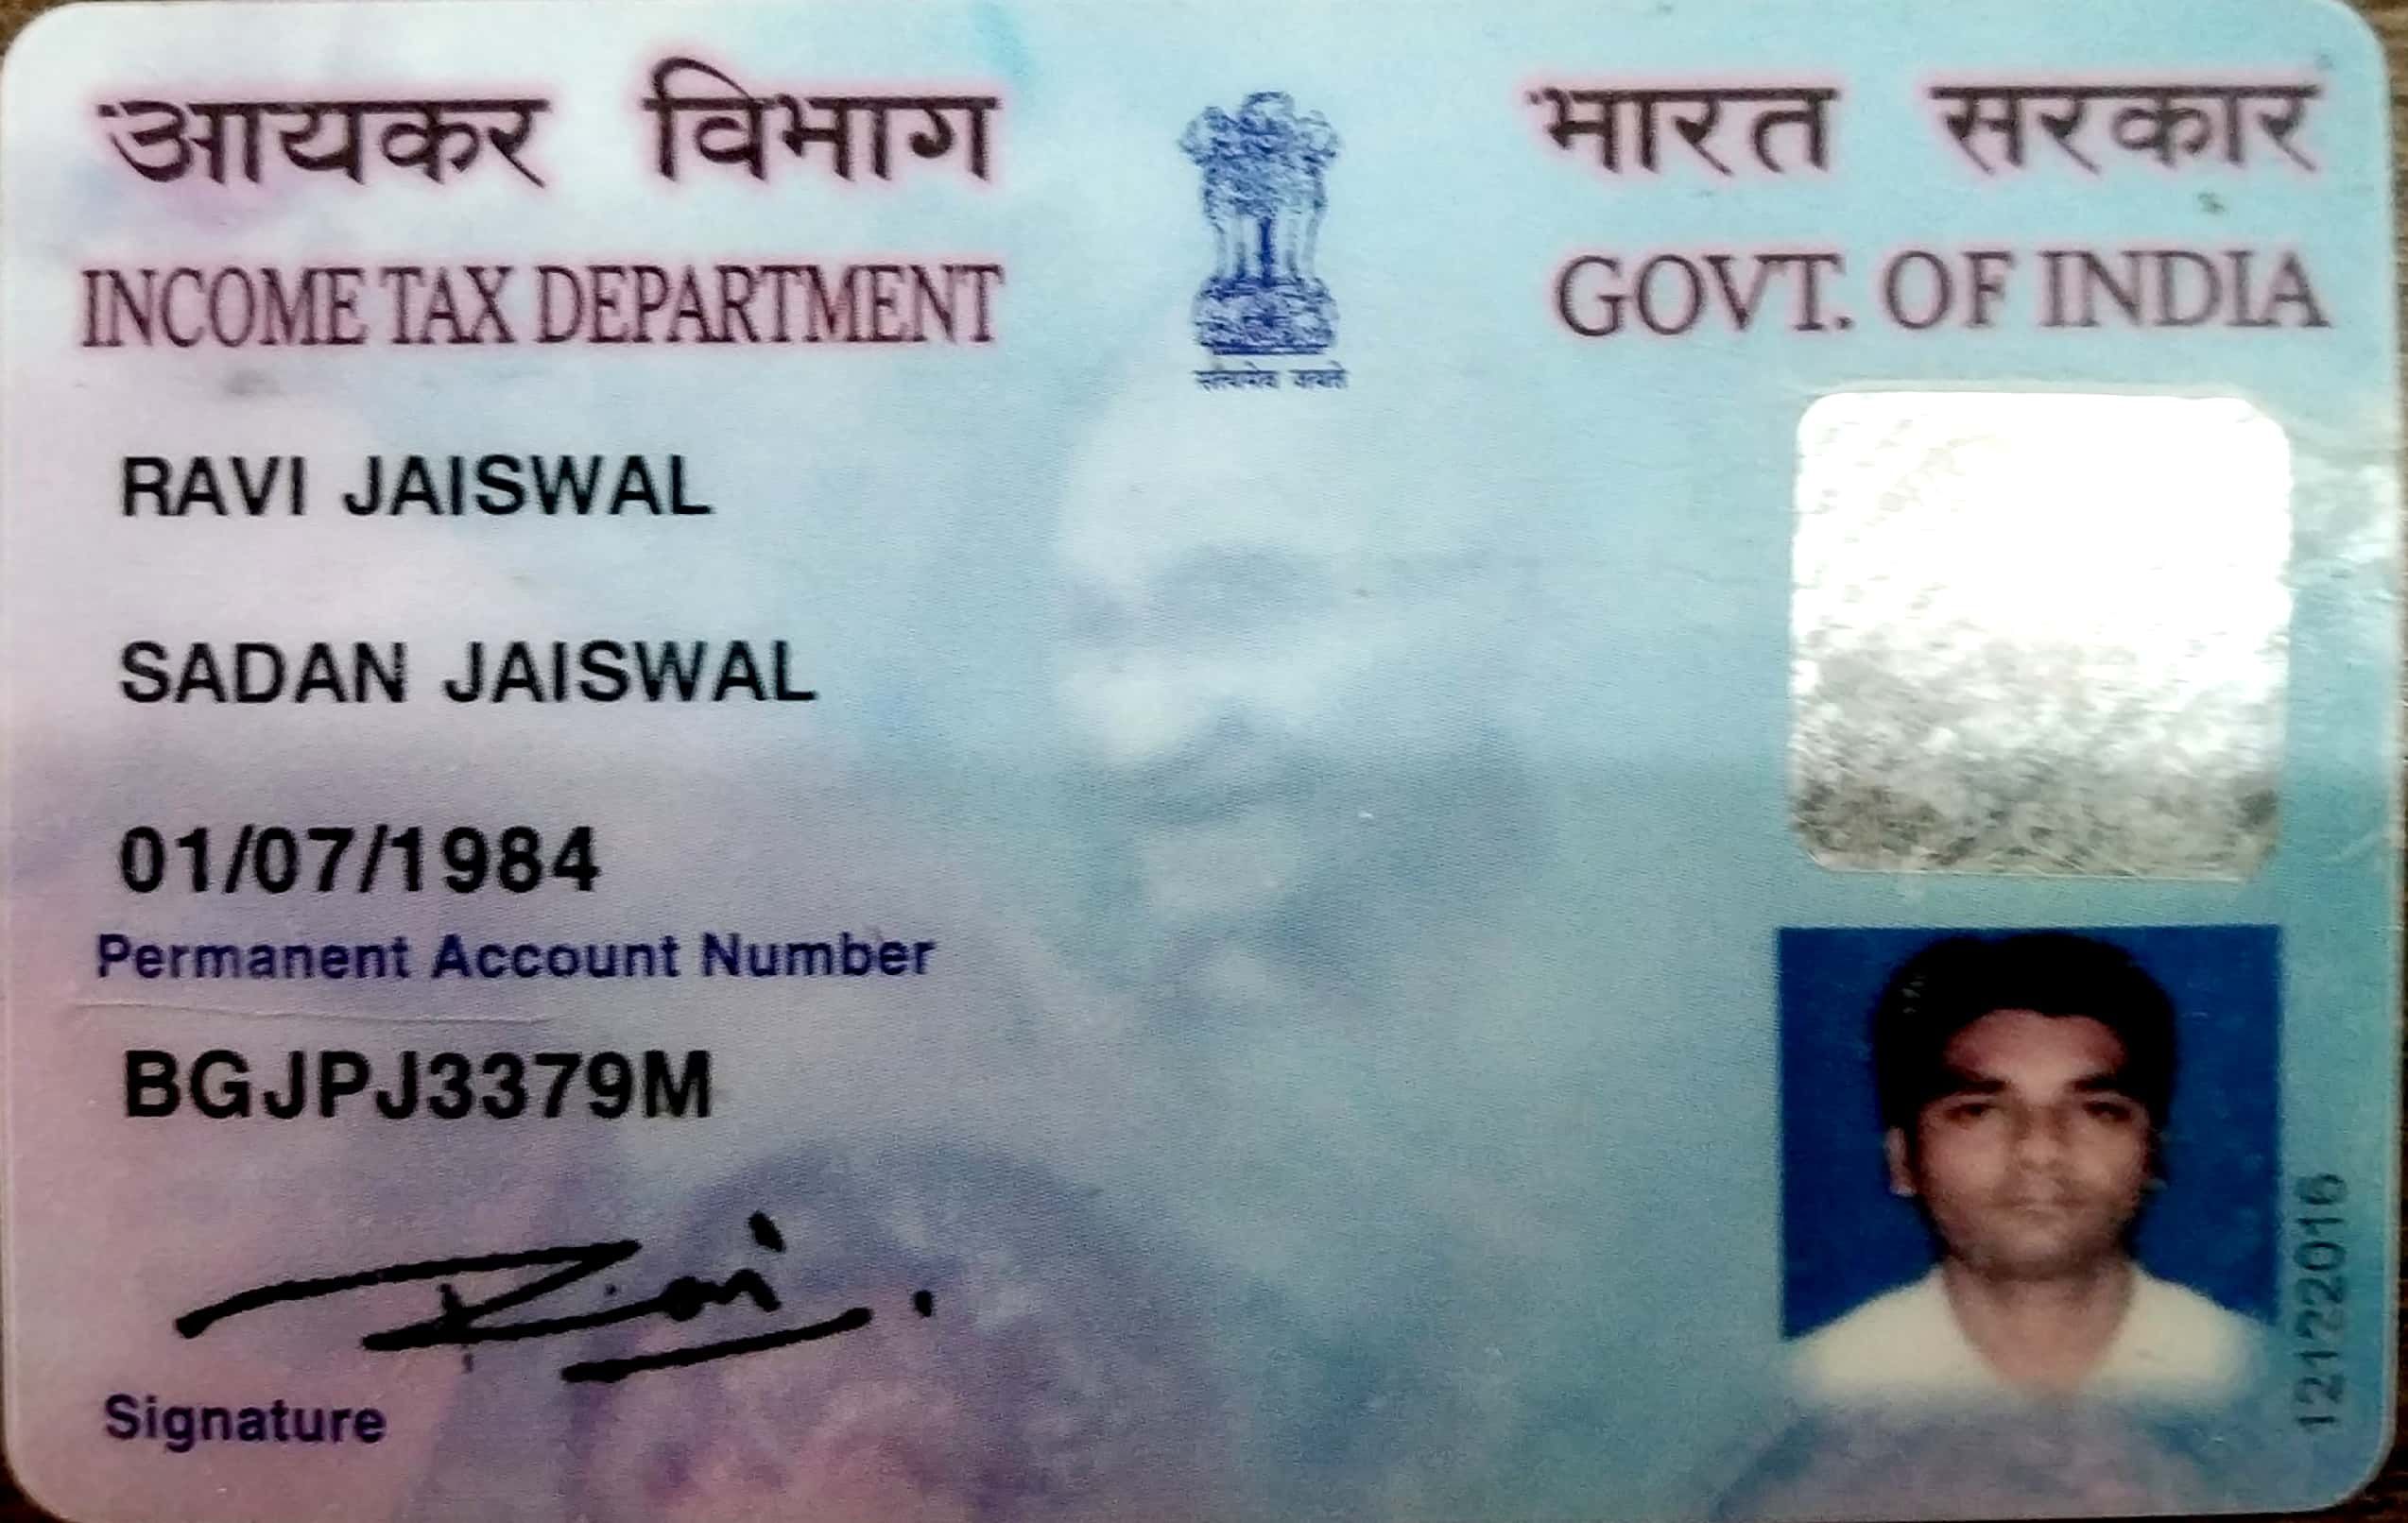 आयकर विभाग
INCOME TAX DEPARTMENT
सत्यमेव जयते
भारत सरकार
GOVT. OF INDIA
RAVI JAISWAL
SADAN JAISWAL
01/07/1984
Permanent Account Number
BGJPJ3379M
Ravi
Signature
12122016